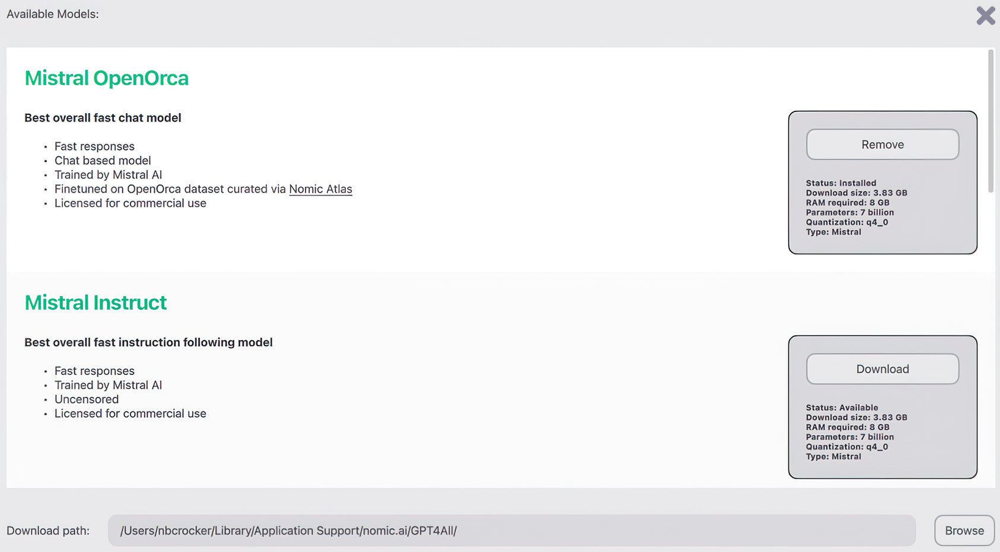 Available Models:
Mistral OpenOrca
Best overall fast chat model
• Fast responses
• Chat based model
• Trained by Mistral AI
• Finetuned on OpenOrca dataset curated via Nomic Atlas
• Licensed for commercial use
Remove
Status: Installed
Download size: 3.83 GB
RAM required: 8 GB
Parameters: 7 billion
Quantization: q4_0
Type: Mistral
Mistral Instruct
Best overall fast instruction following model
• Fast responses
• Trained by Mistral AI
• Uncensored
• Licensed for commercial use
Download
Status: Available
Download size: 3.83 GB
RAM required: 8 GB
Parameters: 7 billion
Quantization: q4_0
Type: Mistral
Download path: /Users/nbcrocker/Library/Application Support/nomic.ai/GPT4All/ Browse